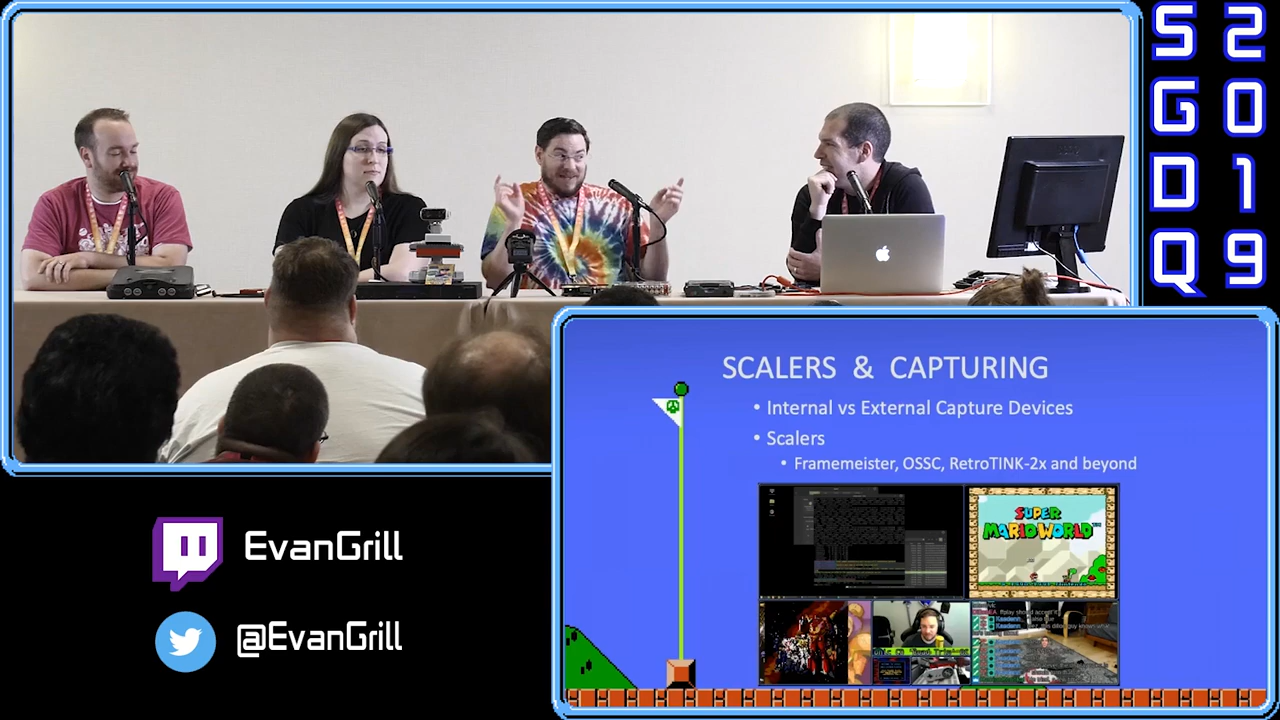 S 2
G 0
D 1
Q 9
SCALERS & CAPTURING
• Internal vs External Capture Devices
• Scalers
• Framemeister, OSSC, RetroTINK-2x and beyond
SUPER
MARIO WORLD
EvanGrill
@EvanGrill